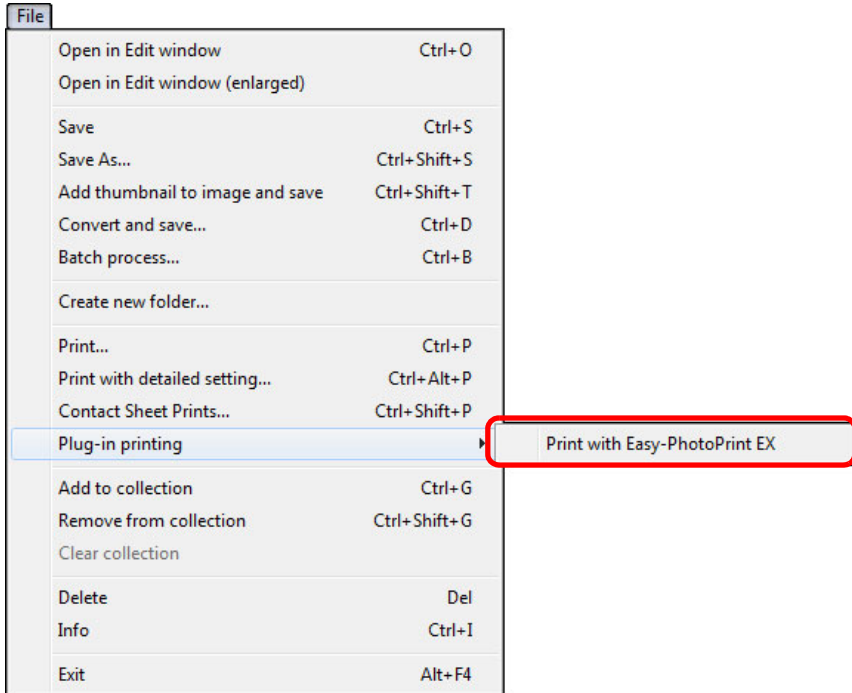 File
Open in Edit window Ctrl+O
Open in Edit window (enlarged)
Save Ctrl+S
Save As... Ctrl+Shift+S
Add thumbnail to image and save Ctrl+Shift+T
Convert and save... Ctrl+D
Batch process... Ctrl+B
Create new folder...
Print... Ctrl+P
Print with detailed setting... Ctrl+Alt+P
Contact Sheet Prints... Ctrl+Shift+P
Plug-in printing Print with Easy-PhotoPrint EX
Add to collection Ctrl+G
Remove from collection Ctrl+Shift+G
Clear collection
Delete Del
Info Ctrl+I
Exit Alt+F4